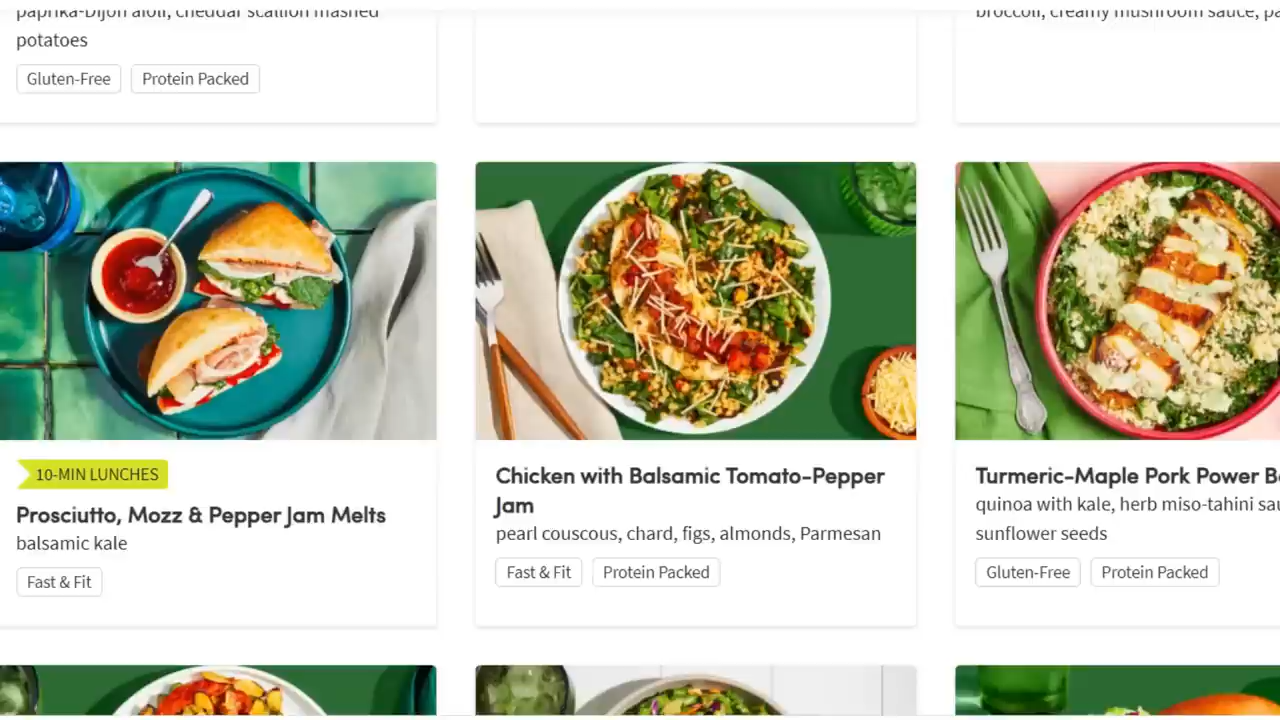 paprika-Dijon aioli, cheddar scallion mashed
potatoes
Gluten-Free
Protein Packed
broccoli, creamy mushroom sauce,
10-MIN LUNCHES
Prosciutto, Mozz & Pepper Jam Melts
balsamic kale
Fast & Fit
Chicken with Balsamic Tomato-Pepper
Jam
pearl couscous, chard, figs, almonds, Parmesan
Fast & Fit
Protein Packed
Turmeric-Maple Pork Power
quinoa with kale, herb miso-tahini
sunflower seeds
Gluten-Free
Protein Packed